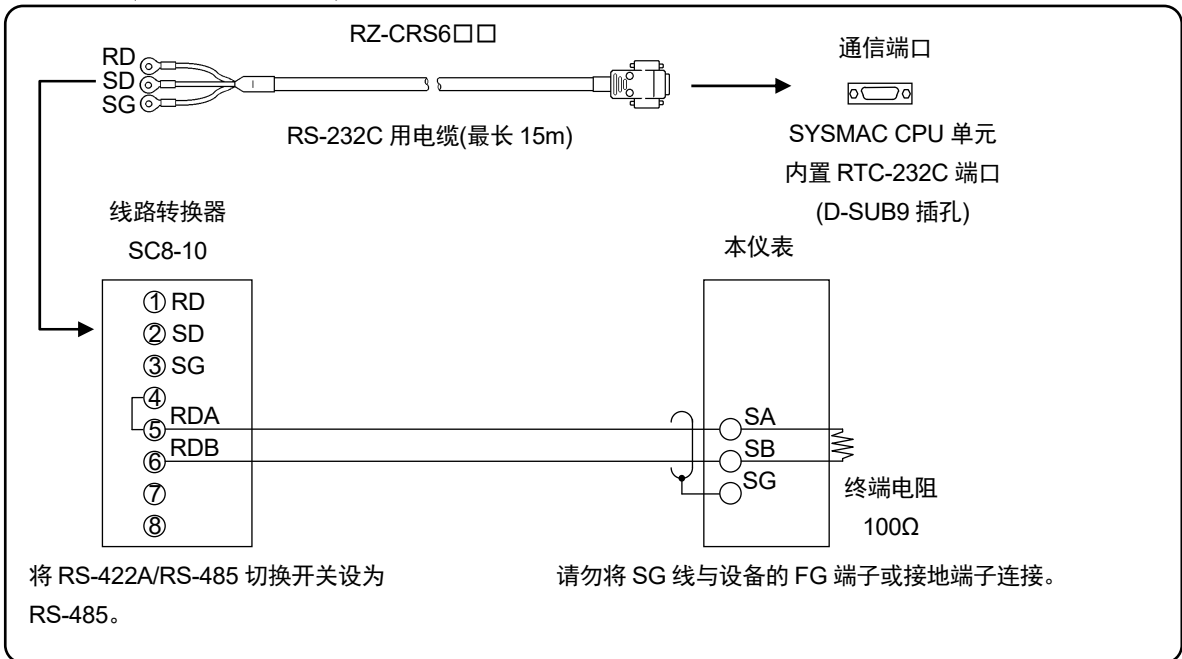 RZ-CRS6□□
RD
SD
SG
RS-232C 用电缆(最长 15m)
通信端口
SYSMAC CPU 单元
内置 RTC-232C 端口
(D-SUB9 插孔)
线路转换器
SC8-10
① RD
② SD
③ SG
④
⑤ RDA
⑥ RDB
⑦
⑧
本仪表
SA
SB
SG
终端电阻
100Ω
将 RS-422A/RS-485 切换开关设为
RS-485。
请勿将 SG 线与设备的 FG 端子或接地端子连接。